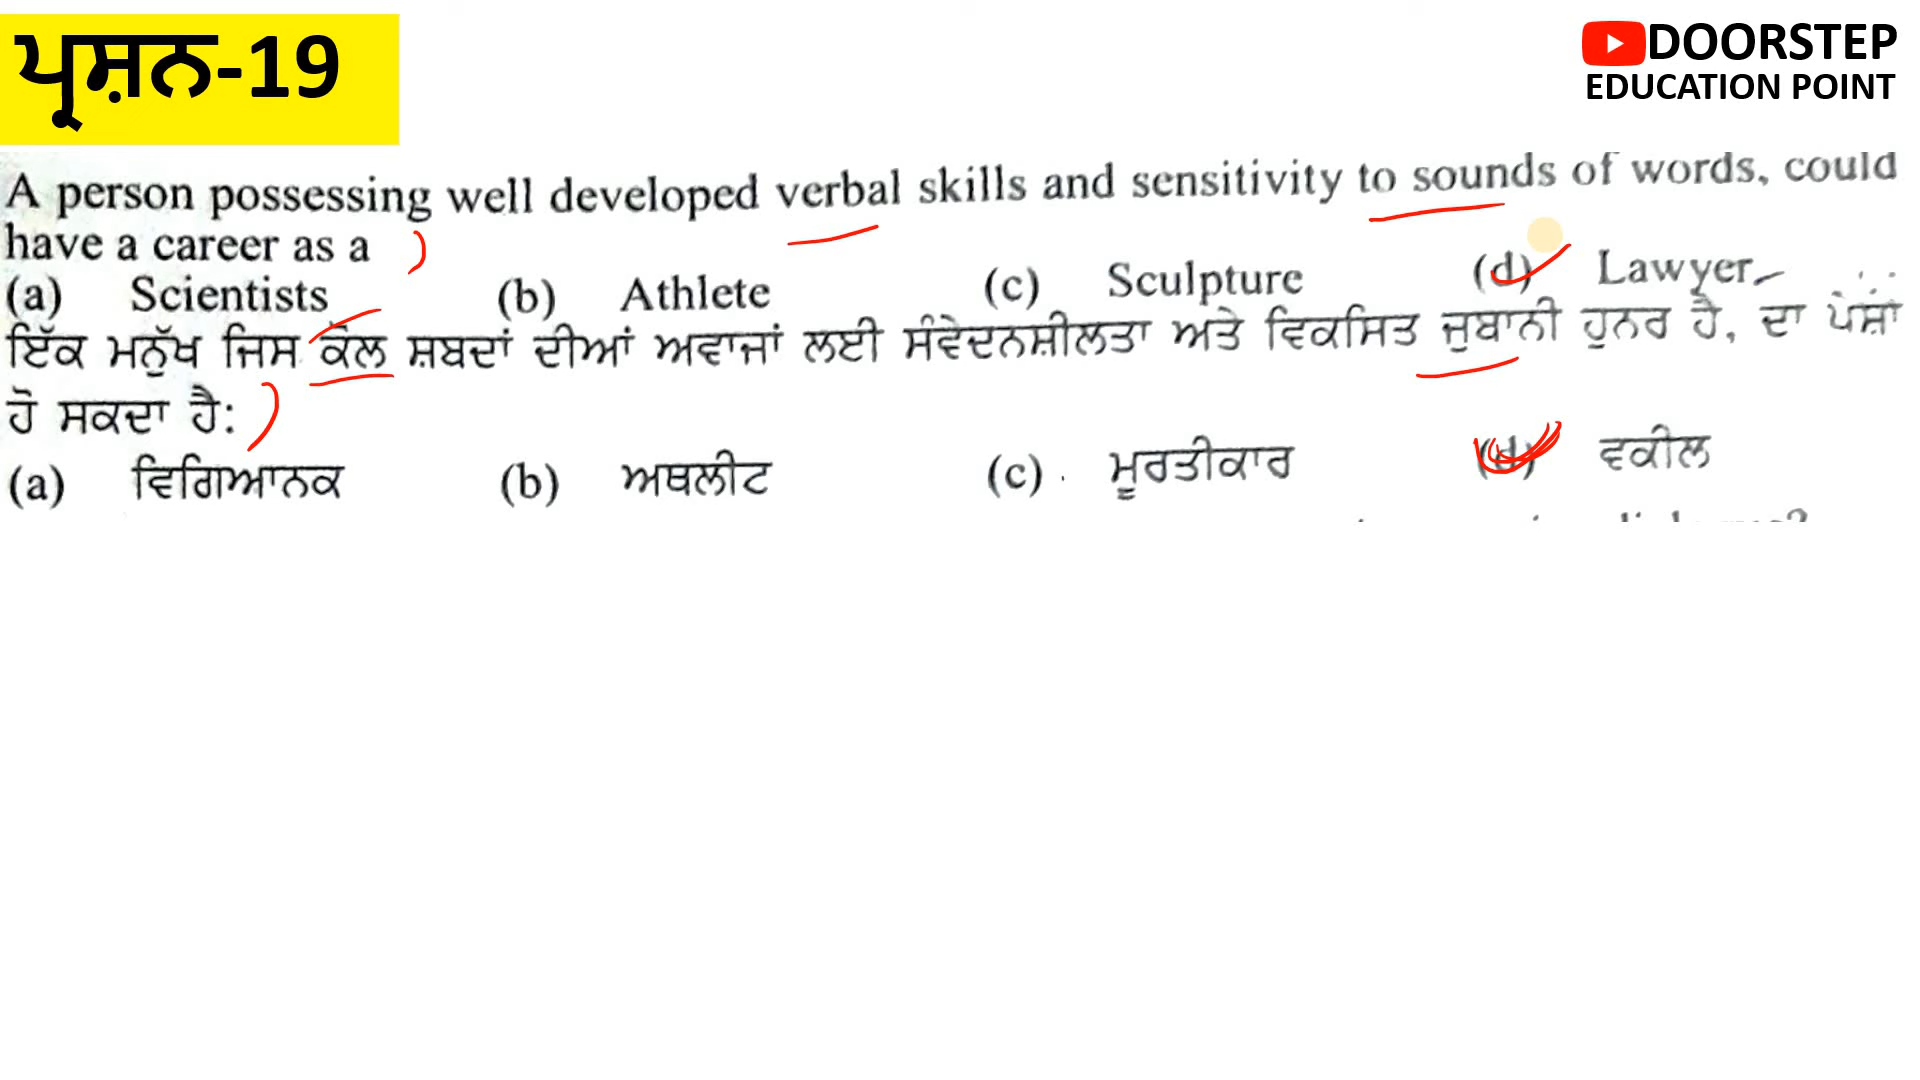 ਪ੍ਰਸ਼ਨ-19
DOORSTEP
EDUCATION POINT
A person possessing well developed verbal skills and sensitivity to sounds of words, could
have a career as a
(a) Scientists (b) Athlete (c) Sculpture (d) Lawyer
ਇੱਕ ਮਨੁੱਖ ਜਿਸ ਕੋਲ ਸ਼ਬਦਾਂ ਦੀਆਂ ਅਵਾਜਾਂ ਲਈ ਸੰਵੇਦਨਸ਼ੀਲਤਾ ਅਤੇ ਵਿਕਸਿਤ ਜੁਬਾਨੀ ਹੁਨਰ ਹੈ, ਦਾ ਪੇਸ਼ਾ
ਹੋ ਸਕਦਾ ਹੈ:
(a) ਵਿਗਿਆਨਕ (b) ਅਥਲੀਟ (c) ਮੂਰਤੀਕਾਰ (d) ਵਕੀਲ